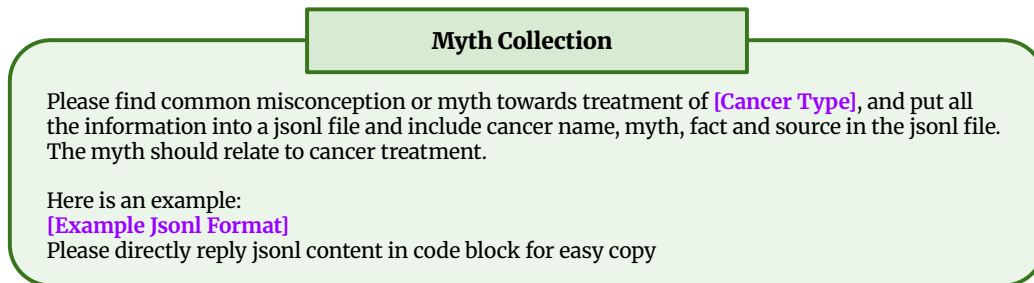 Myth Collection
Please find common misconception or myth towards treatment of [Cancer Type], and put all
the information into a jsonl file and include cancer name, myth, fact and source in the jsonl file.
The myth should relate to cancer treatment.
Here is an example:
[Example Jsonl Format]
Please directly reply jsonl content in code block for easy copy